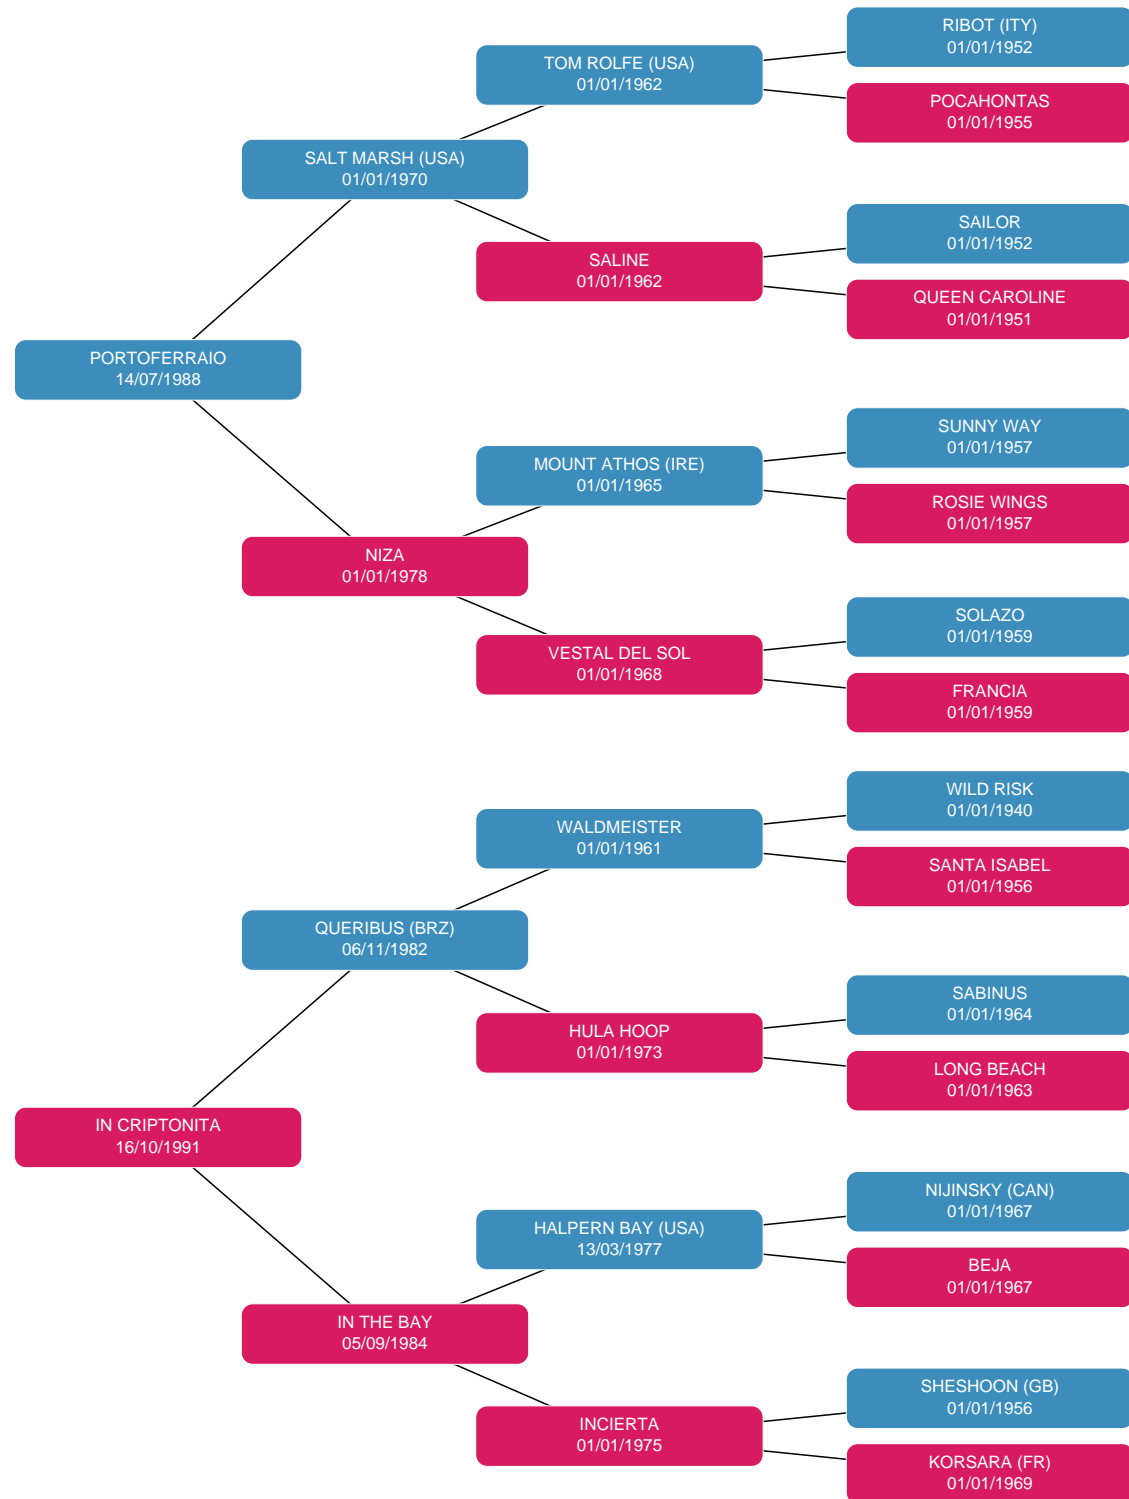 RIBOT (ITY)
01/01/1952
TOM ROLFE (USA)
01/01/1962
POCAHONTAS
01/01/1955
SALT MARSH (USA)
01/01/1970
SAILOR
01/01/1952
SALINE
01/01/1962
QUEEN CAROLINE
01/01/1951
PORTOFERRAIO
14/07/1988
SUNNY WAY
01/01/1957
MOUNT ATHOS (IRE)
01/01/1965
ROSIE WINGS
01/01/1957
NIZA
01/01/1978
SOLAZO
01/01/1959
VESTAL DEL SOL
01/01/1968
FRANCIA
01/01/1959
WILD RISK
01/01/1940
WALDMEISTER
01/01/1961
SANTA ISABEL
01/01/1956
QUERIBUS (BRZ)
06/11/1982
SABINUS
01/01/1964
HULA HOOP
01/01/1973
LONG BEACH
01/01/1963
IN CRIPTONITA
16/10/1991
NIJINSKY (CAN)
01/01/1967
HALPERN BAY (USA)
13/03/1977
BEJA
01/01/1967
IN THE BAY
05/09/1984
SHESHOON (GB)
01/01/1956
INCIERTA
01/01/1975
KORSARA (FR)
01/01/1969